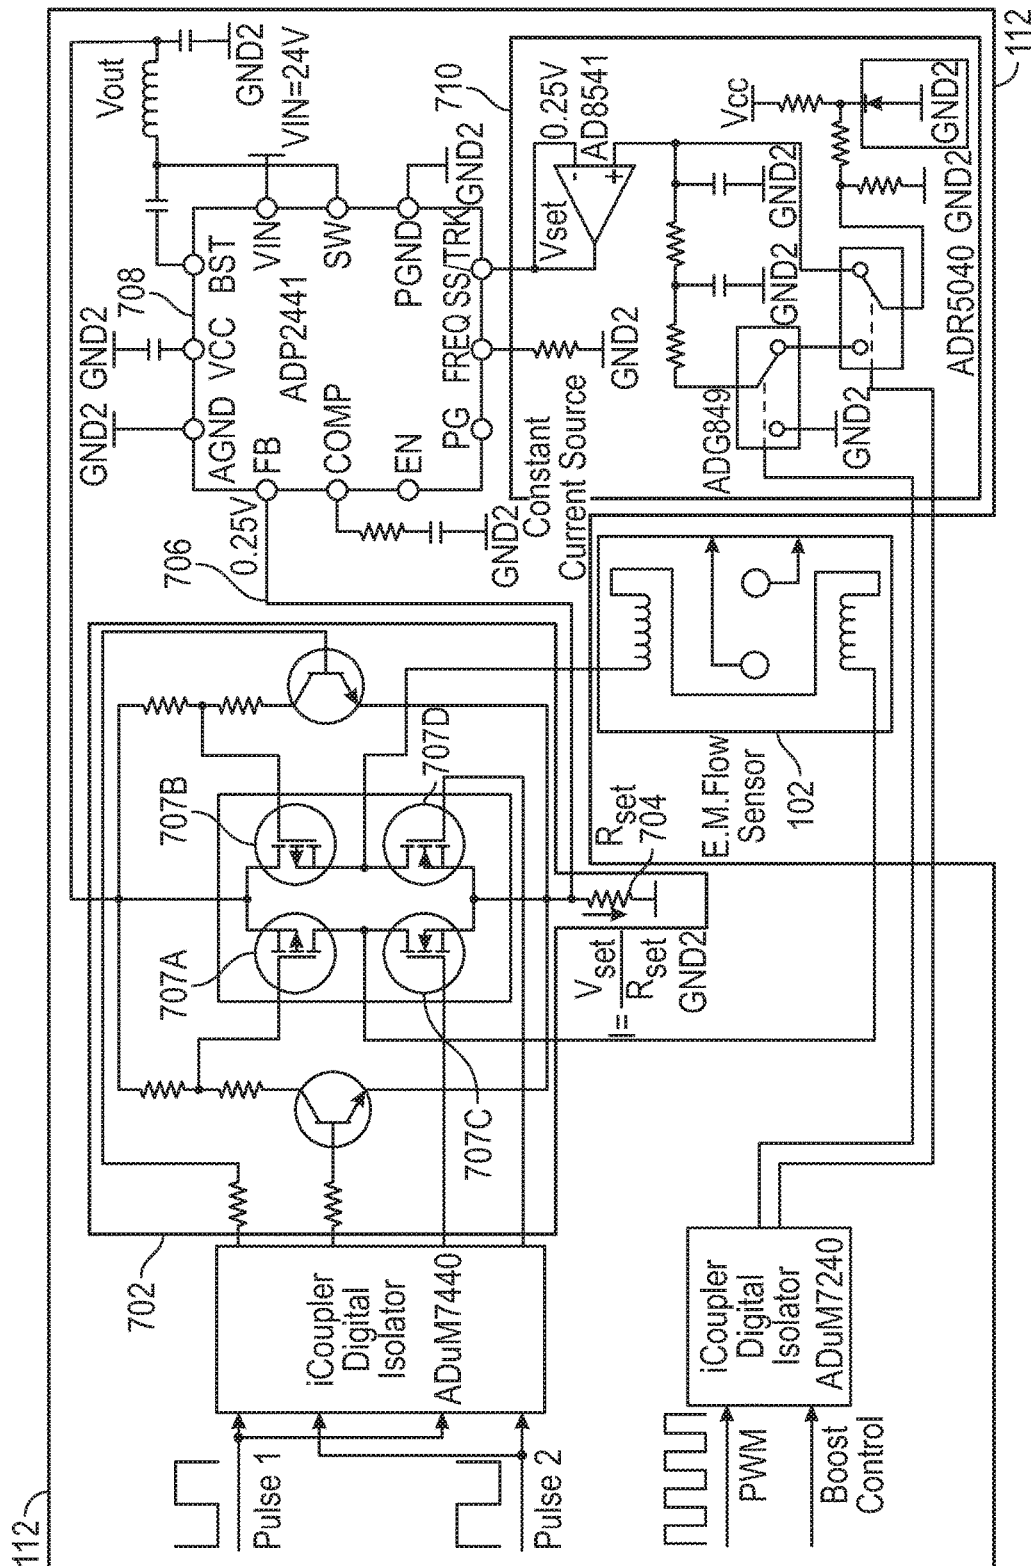 112
Pulse 1
Pulse 2
iCoupler
Digital
Isolator
ADuM7440
702
707A
707B
707C
707D
I=
Vset
Rset
GND2
Rset
704
706
0.25V
GND2
GND2
708
AGND
VCC
BST
FB
VIN
COMP
ADP2441
SW
EN
PGND
PG
FREQ
SS/TRK
Vout
GND2
VIN=24V
GND2
GND2
GND2
Constant
Current Source
710
Vset
0.25V
AD8541
GND2
GND2
Vcc
GND2
GND2
ADR5040
ADG849
GND2
112
E.M.Flow
Sensor
102
PWM
Boost
Control
iCoupler
Digital
Isolator
ADuM7240